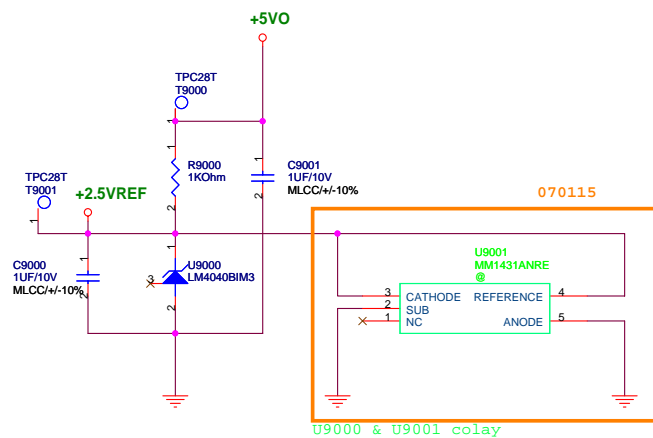 +5VO
TPC28T
T9000
1
R9000
1KOhm
2
1
C9001
1UF/10V
MLCC/+/-10%
2
TPC28T
T9001
1
+2.5VREF
070115
C9000
1UF/10V
MLCC/+/-10%
1
2
1
U9000
LM4040BIM3
3
2
U9001
MM1431ANRE
@
3 CATHODE REFERENCE 4
2 SUB
1 NC ANODE 5
U9000 & U9001 colay